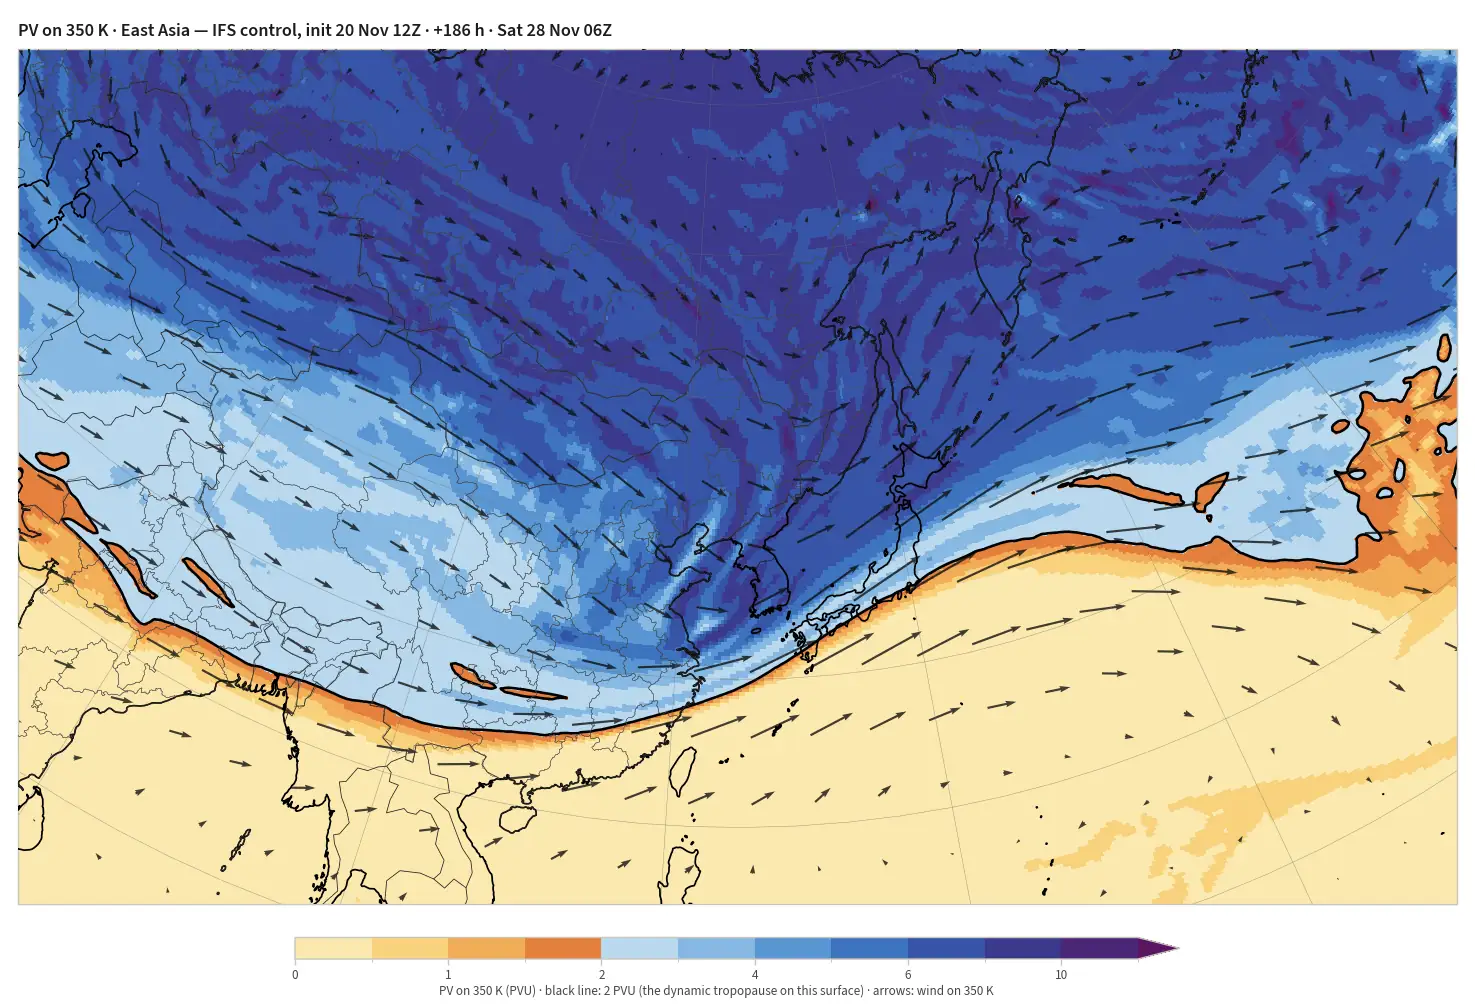 PV on 350 K · East Asia — IFS control, init 20 Nov 12Z · +186 h · Sat 28 Nov 06Z
0 1 2 4 6 10
PV on 350 K (PVU) · black line: 2 PVU (the dynamic tropopause on this surface) · arrows: wind on 350 K